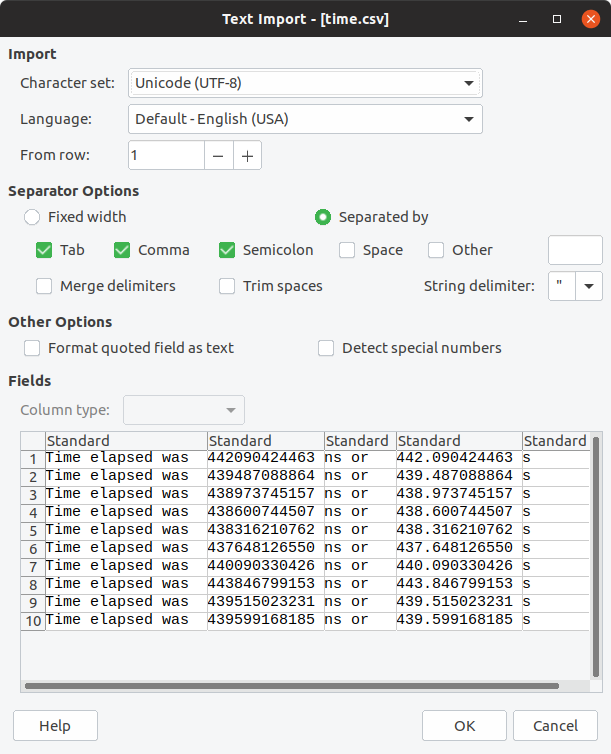 Text Import - [time.csv]
Import
Character set: Unicode (UTF-8)
Language: Default - English (USA)
From row: 1 − +
Separator Options
Fixed width Separated by
Tab Comma Semicolon Space Other
Merge delimiters Trim spaces String delimiter: "
Other Options
Format quoted field as text Detect special numbers
Fields
Column type:
Standard Standard Standard Standard Standard
1 Time elapsed was 442090424463 ns or 442.090424463 s
2 Time elapsed was 439487088864 ns or 439.487088864 s
3 Time elapsed was 438973745157 ns or 438.973745157 s
4 Time elapsed was 438600744507 ns or 438.600744507 s
5 Time elapsed was 438316210762 ns or 438.316210762 s
6 Time elapsed was 437648126550 ns or 437.648126550 s
7 Time elapsed was 440090330426 ns or 440.090330426 s
8 Time elapsed was 443846799153 ns or 443.846799153 s
9 Time elapsed was 439515023231 ns or 439.515023231 s
10 Time elapsed was 439599168185 ns or 439.599168185 s
Help OK Cancel